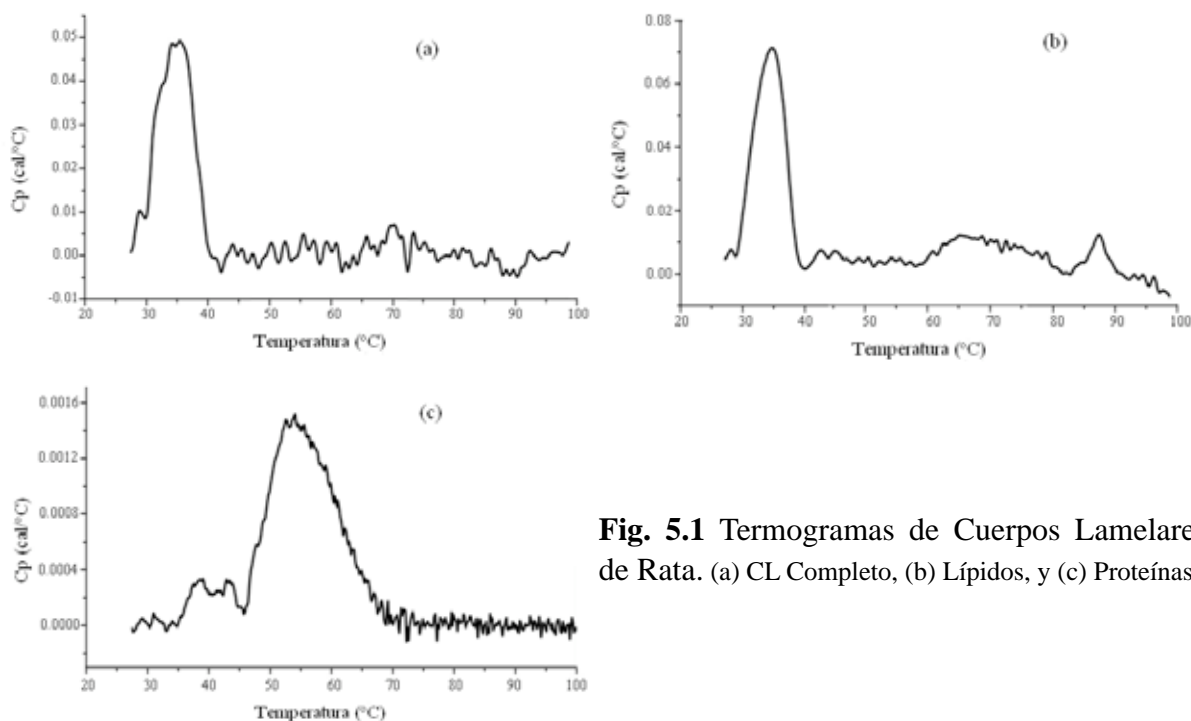 (a)
Cp (cal/°C)
0.05
0.04
0.03
0.02
0.01
0.00
-0.01
20 30 40 50 60 70 80 90 100
Temperatura (°C)
(b)
Cp (cal/°C)
0.08
0.06
0.04
0.02
0.00
20 30 40 50 60 70 80 90 100
Temperatura (°C)
(c)
Cp (cal/°C)
0.0016
0.0012
0.0008
0.0004
0.0000
20 30 40 50 60 70 80 90 100
Temperatura (°C)
Fig. 5.1 Termogramas de Cuerpos Lamelare
de Rata. (a) CL Completo, (b) Lípidos, y (c) Proteínas